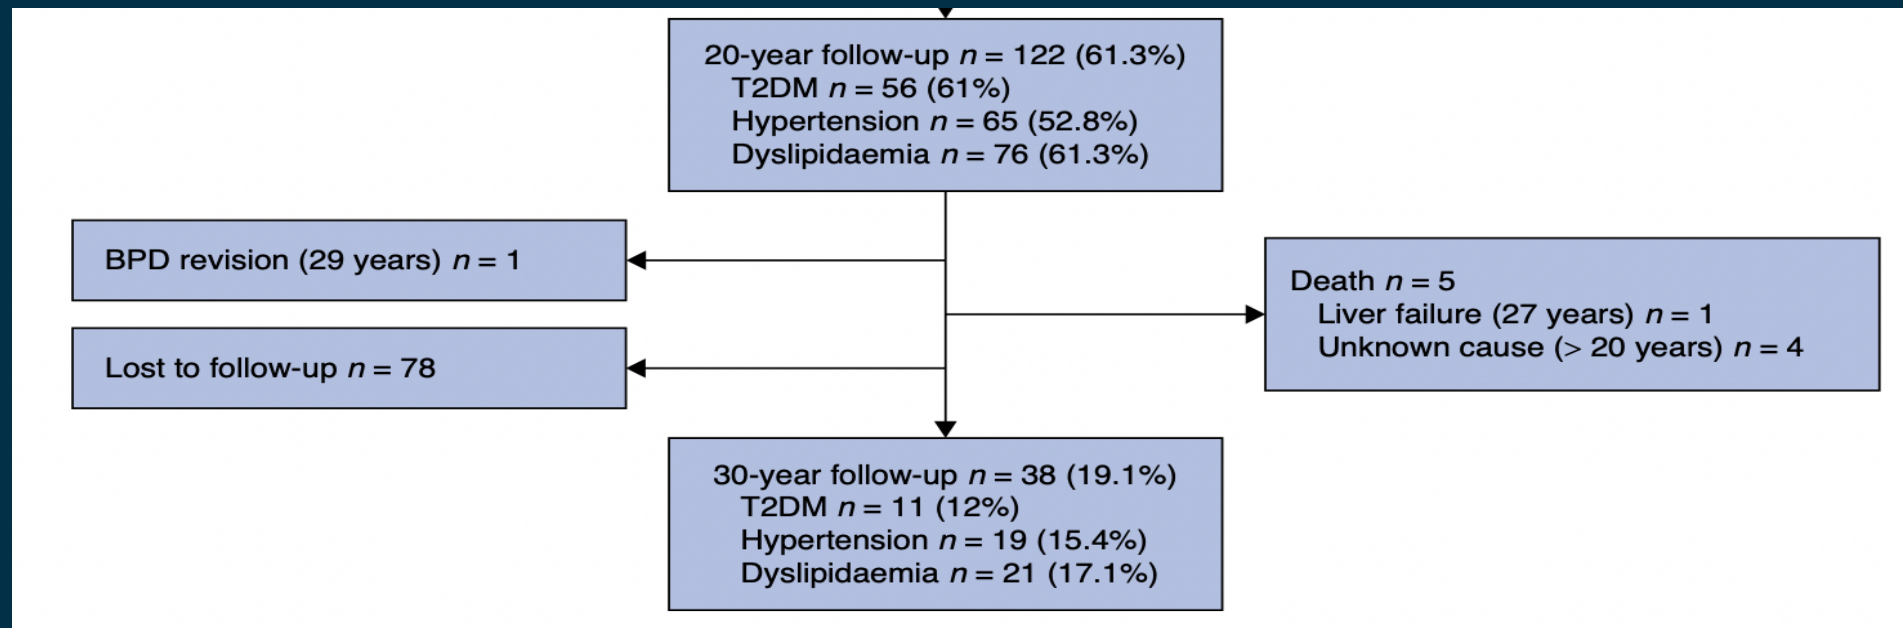 20-year follow-up n = 122 (61.3%)
T2DM n = 56 (61%)
Hypertension n = 65 (52.8%)
Dyslipidaemia n = 76 (61.3%)
BPD revision (29 years) n = 1
Death n = 5
Liver failure (27 years) n = 1
Unknown cause (> 20 years) n = 4
Lost to follow-up n = 78
30-year follow-up n = 38 (19.1%)
T2DM n = 11 (12%)
Hypertension n = 19 (15.4%)
Dyslipidaemia n = 21 (17.1%)